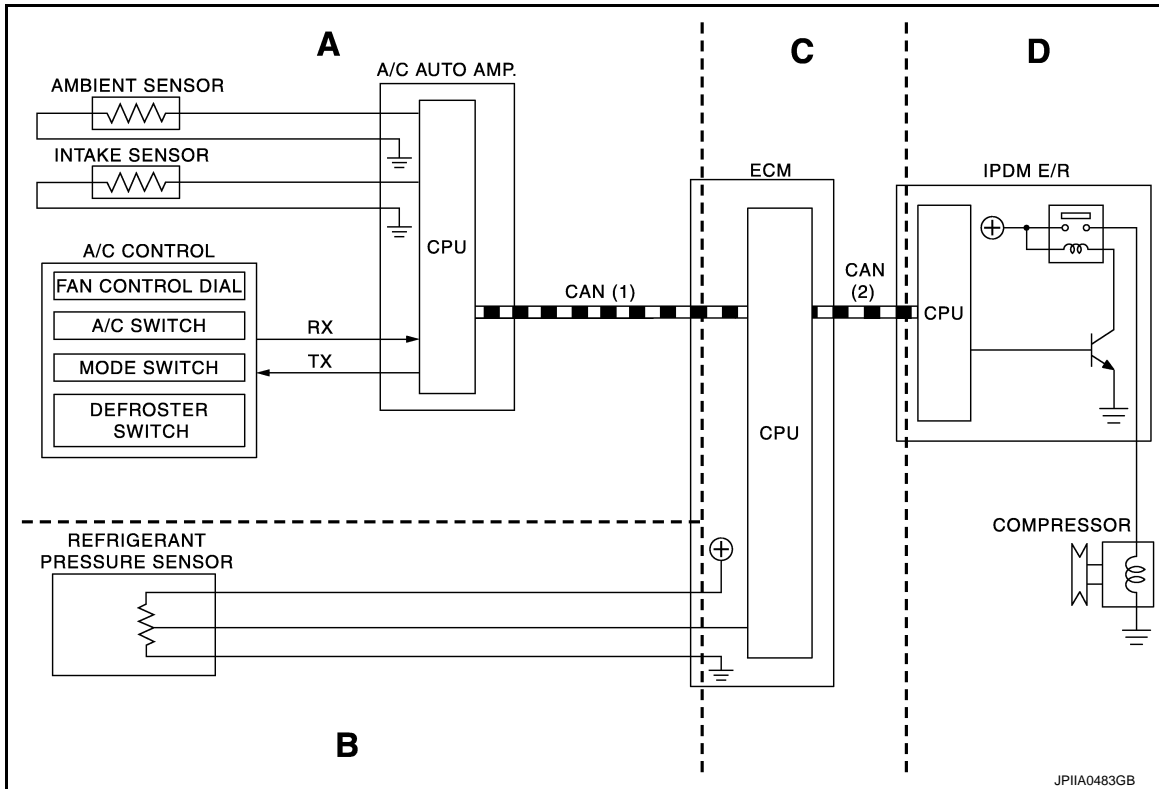 A
C
D
A/C AUTO AMP.
AMBIENT SENSOR
INTAKE SENSOR
CPU
A/C CONTROL
FAN CONTROL DIAL
A/C SWITCH
MODE SWITCH
DEFROSTER
SWITCH
RX
TX
CAN (1)
ECM
CPU
CAN
(2)
IPDM E/R
CPU
COMPRESSOR
REFRIGERANT
PRESSURE SENSOR
B
JPIIA0483GB